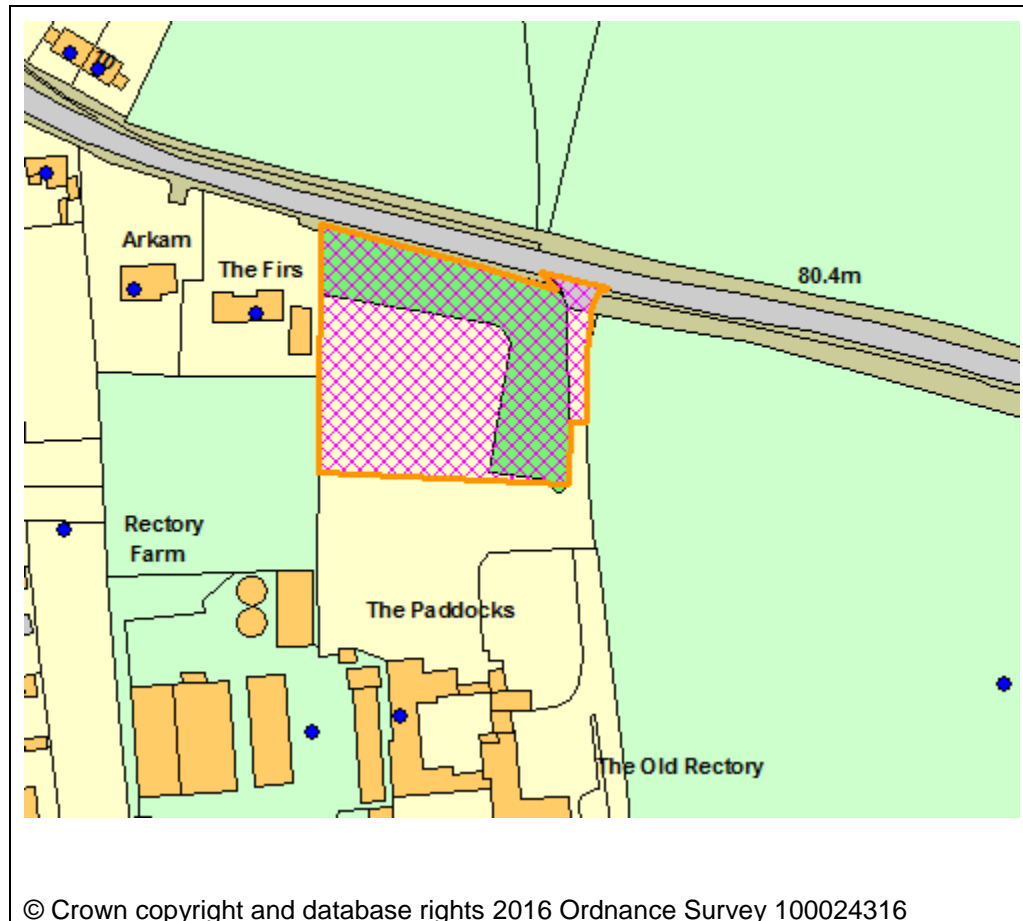 10
Arkam
The Firs
80.4m
Rectory
Farm
The Paddocks
The Old Rectory
© Crown copyright and database rights 2016 Ordnance Survey 100024316